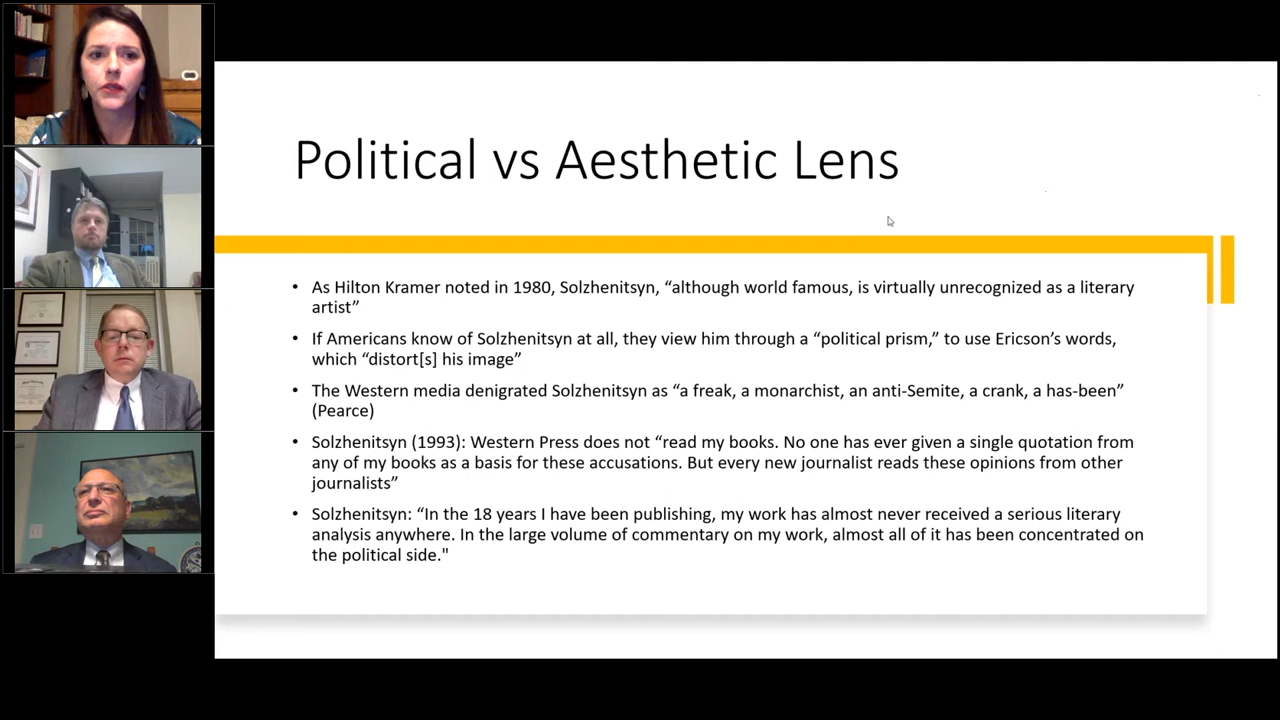 Political vs Aesthetic Lens
• As Hilton Kramer noted in 1980, Solzhenitsyn, “although world famous, is virtually unrecognized as a literary
artist”
• If Americans know of Solzhenitsyn at all, they view him through a “political prism,” to use Ericson’s words,
which “distort[s] his image”
• The Western media denigrated Solzhenitsyn as “a freak, a monarchist, an anti-Semite, a crank, a has-been”
(Pearce)
• Solzhenitsyn (1993): Western Press does not “read my books. No one has ever given a single quotation from
any of my books as a basis for these accusations. But every new journalist reads these opinions from other
journalists”
• Solzhenitsyn: “In the 18 years I have been publishing, my work has almost never received a serious literary
analysis anywhere. In the large volume of commentary on my work, almost all of it has been concentrated on
the political side."